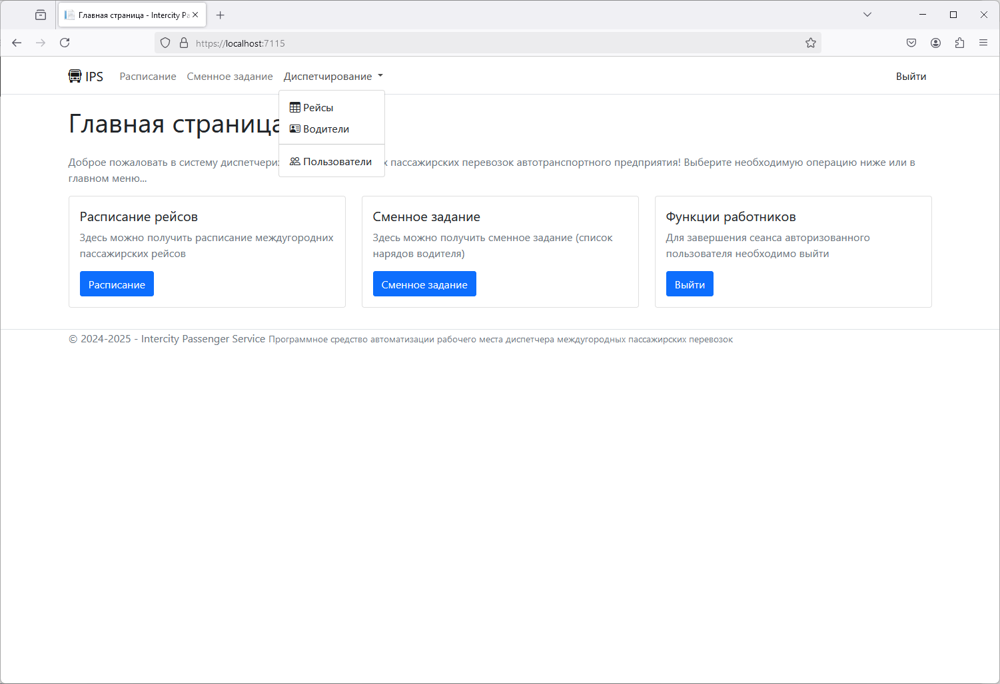 Главная страница - Intercity Pa
https://localhost:7115
IPS
Расписание
Сменное задание
Диспетчирование
Выйти
Рейсы
Водители
Пользователи
Главная страница
Доброе пожаловать в систему диспетчери х пассажирских перевозок автотранспортного предприятия! Выберите необходимую операцию ниже или в
главном меню...
Расписание рейсов
Здесь можно получить расписание междугородних
пассажирских рейсов
Расписание
Сменное задание
Здесь можно получить сменное задание (список
нарядов водителя)
Сменное задание
Функции работников
Для завершения сеанса авторизованного
пользователя необходимо выйти
Выйти
© 2024-2025 - Intercity Passenger Service Программное средство автоматизации рабочего места диспетчера междугородных пассажирских перевозок